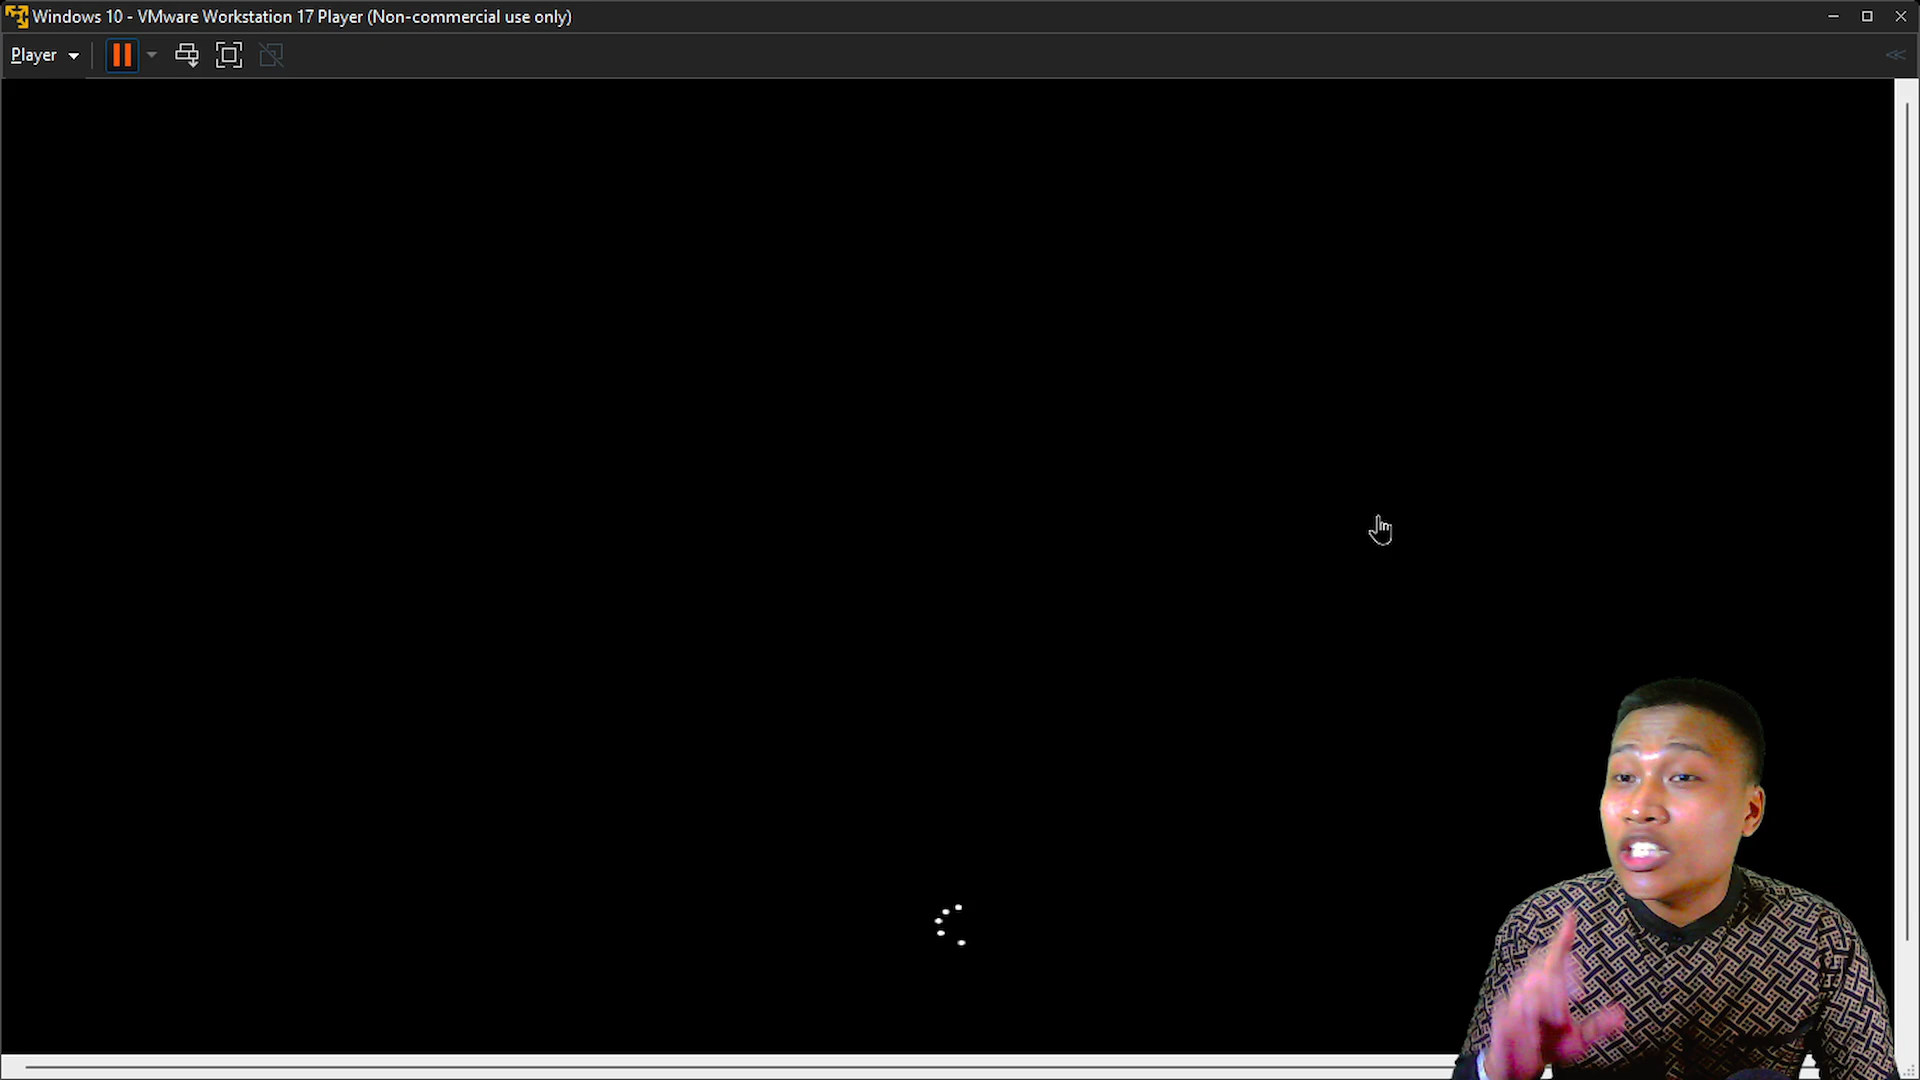 Windows 10 - VMware Workstation 17 Player (Non-commercial use only)
Player